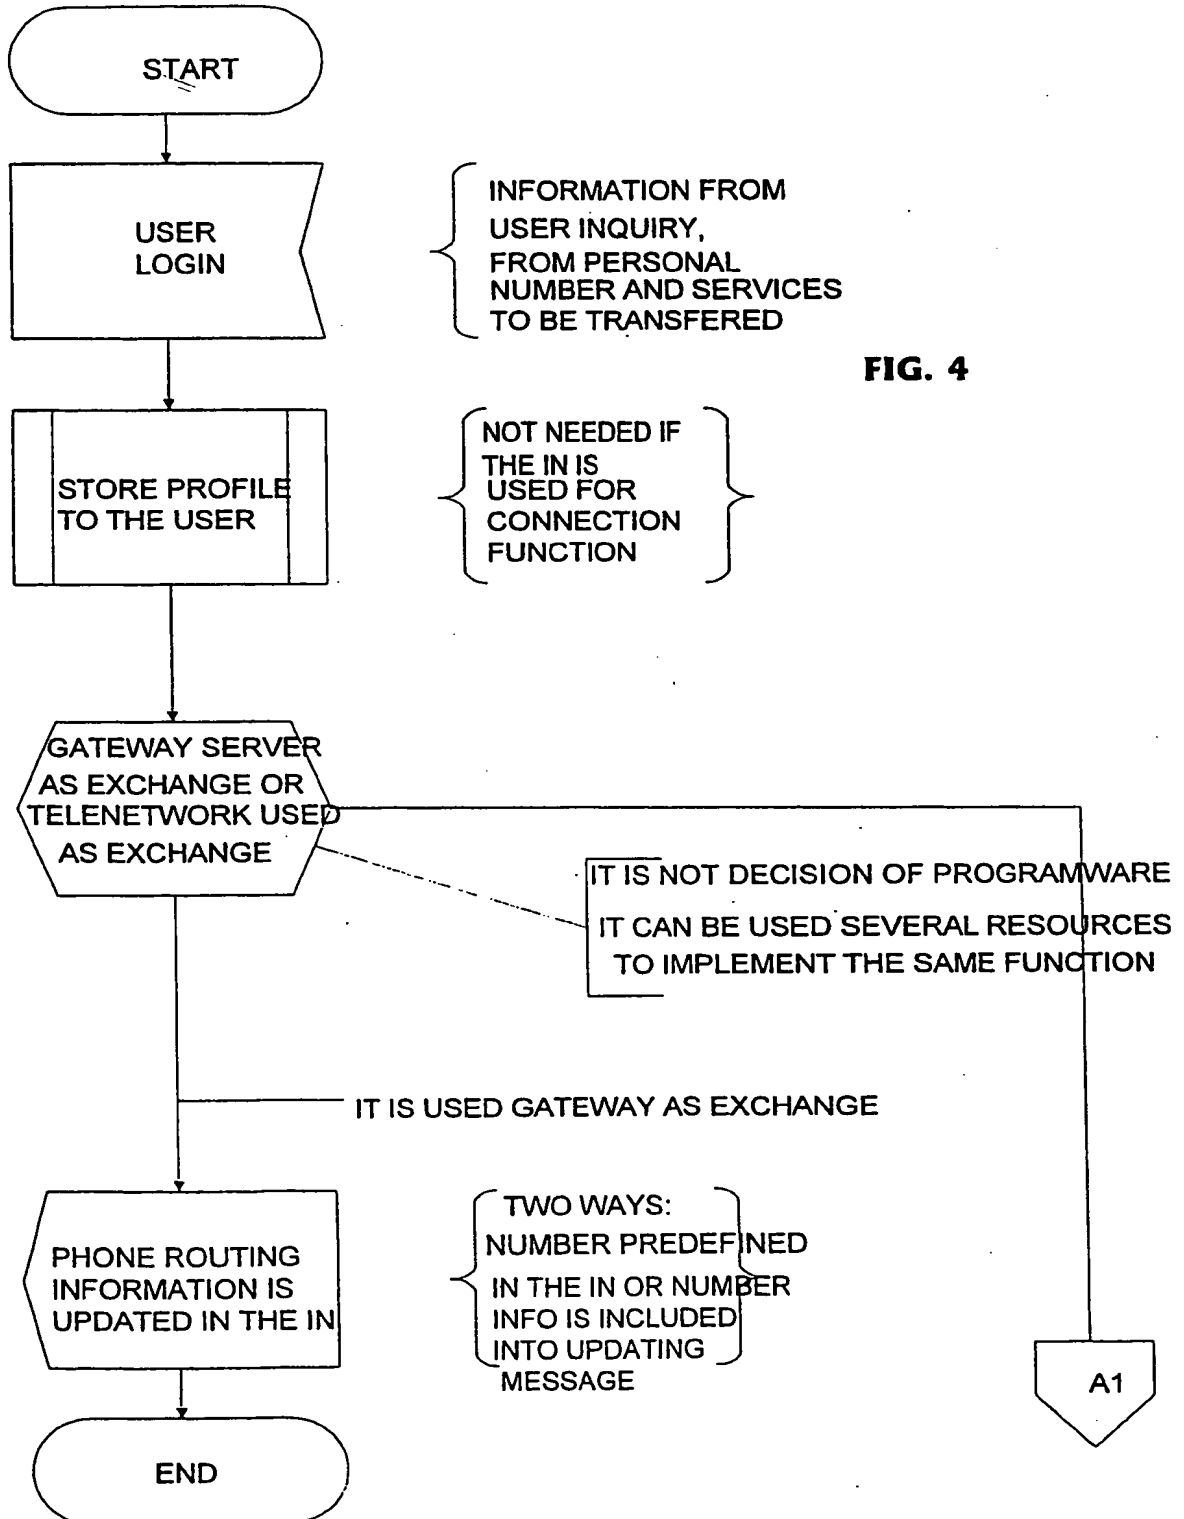 START
USER
LOGIN
INFORMATION FROM
USER INQUIRY,
FROM PERSONAL
NUMBER AND SERVICES
TO BE TRANSFERED
FIG. 4
STORE PROFILE
TO THE USER
NOT NEEDED IF
THE IN IS
USED FOR
CONNECTION
FUNCTION
GATEWAY SERVER
AS EXCHANGE OR
TELENETWORK USED
AS EXCHANGE
IT IS NOT DECISION OF PROGRAMWARE
IT CAN BE USED SEVERAL RESOURCES
TO IMPLEMENT THE SAME FUNCTION
IT IS USED GATEWAY AS EXCHANGE
PHONE ROUTING
INFORMATION IS
UPDATED IN THE IN
TWO WAYS:
NUMBER PREDEFINED
IN THE IN OR NUMBER
INFO IS INCLUDED
INTO UPDATING
MESSAGE
A1
END